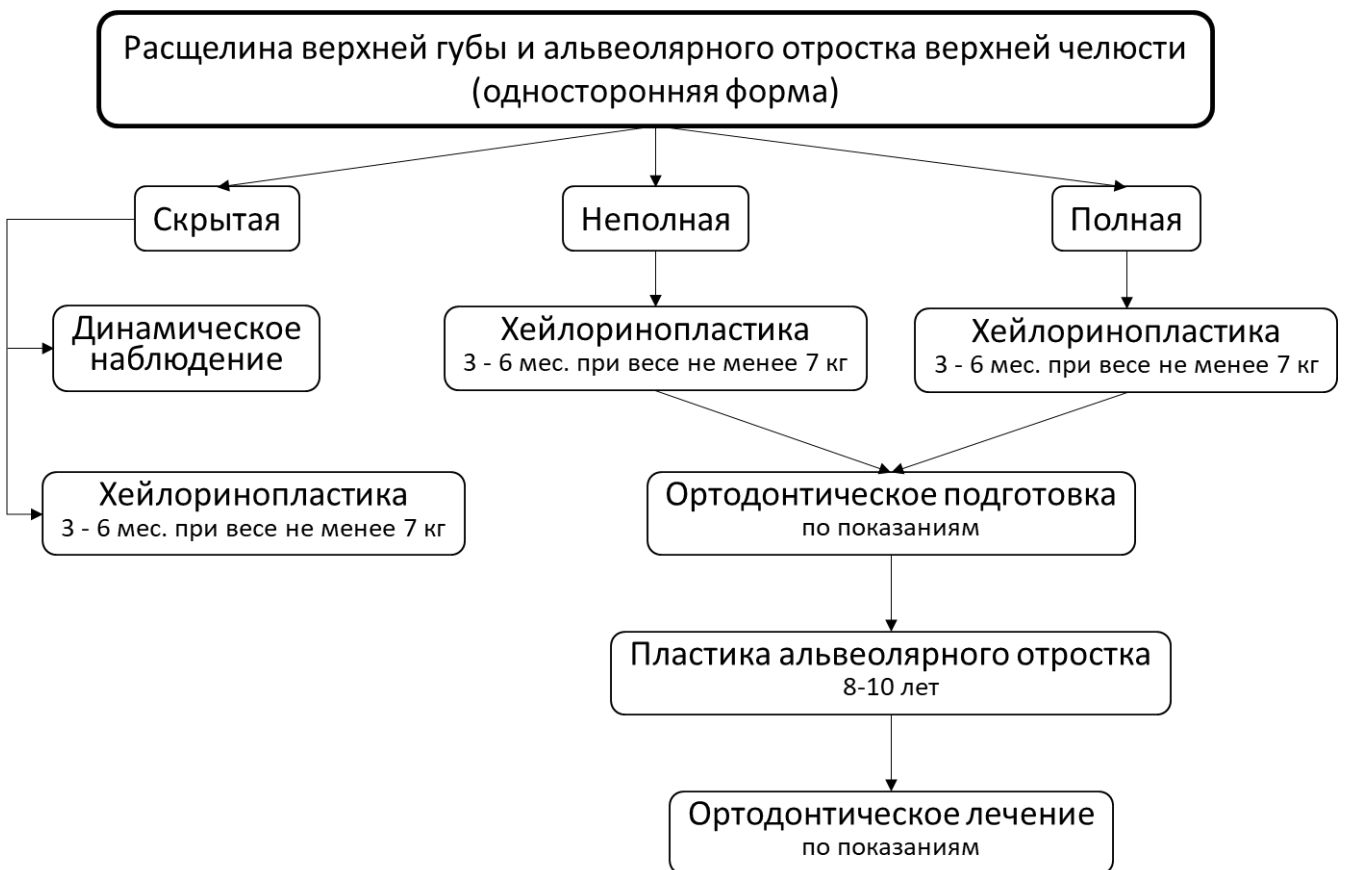 Расщелина верхней губы и альвеолярного отростка верхней челюсти
(односторонняя форма)
Скрытая
Неполная
Полная
Динамическое
наблюдение
Хейлоринопластика
3 - 6 мес. при весе не менее 7 кг
Хейлоринопластика
3 - 6 мес. при весе не менее 7 кг
Хейлоринопластика
3 - 6 мес. при весе не менее 7 кг
Ортодонтическое подготовка
по показаниям
Пластика альвеолярного отростка
8-10 лет
Ортодонтическое лечение
по показаниям